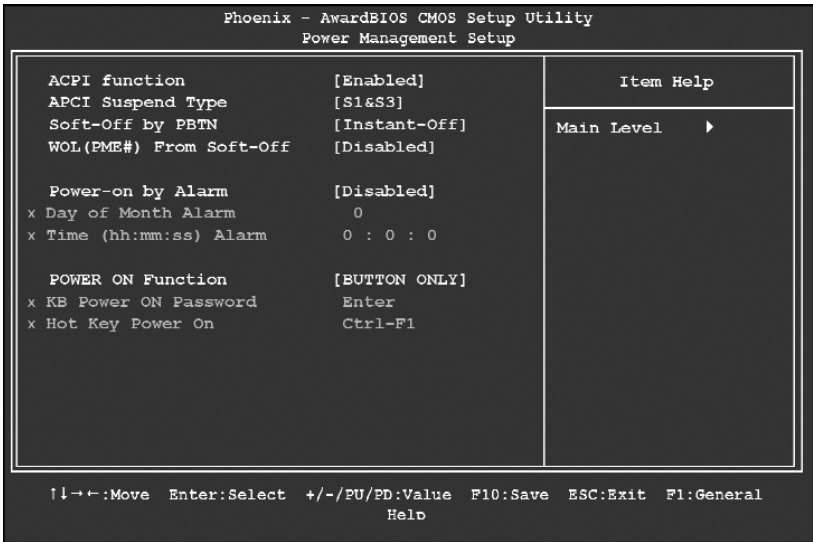 Phoenix - AwardBIOS CMOS Setup Utility
Power Management Setup
ACPI function [Enabled]
APCI Suspend Type [S1&S3]
Soft-Off by PBTN [Instant-Off]
WOL(PME#) From Soft-Off [Disabled]
Power-on by Alarm [Disabled]
x Day of Month Alarm 0
x Time (hh:mm:ss) Alarm 0 : 0 : 0
POWER ON Function [BUTTON ONLY]
x KB Power ON Password Enter
x Hot Key Power On Ctrl-F1
Item Help
Main Level ▶
↑↓→←:Move Enter:Select +/-/PU/PD:Value F10:Save ESC:Exit F1:General
Help